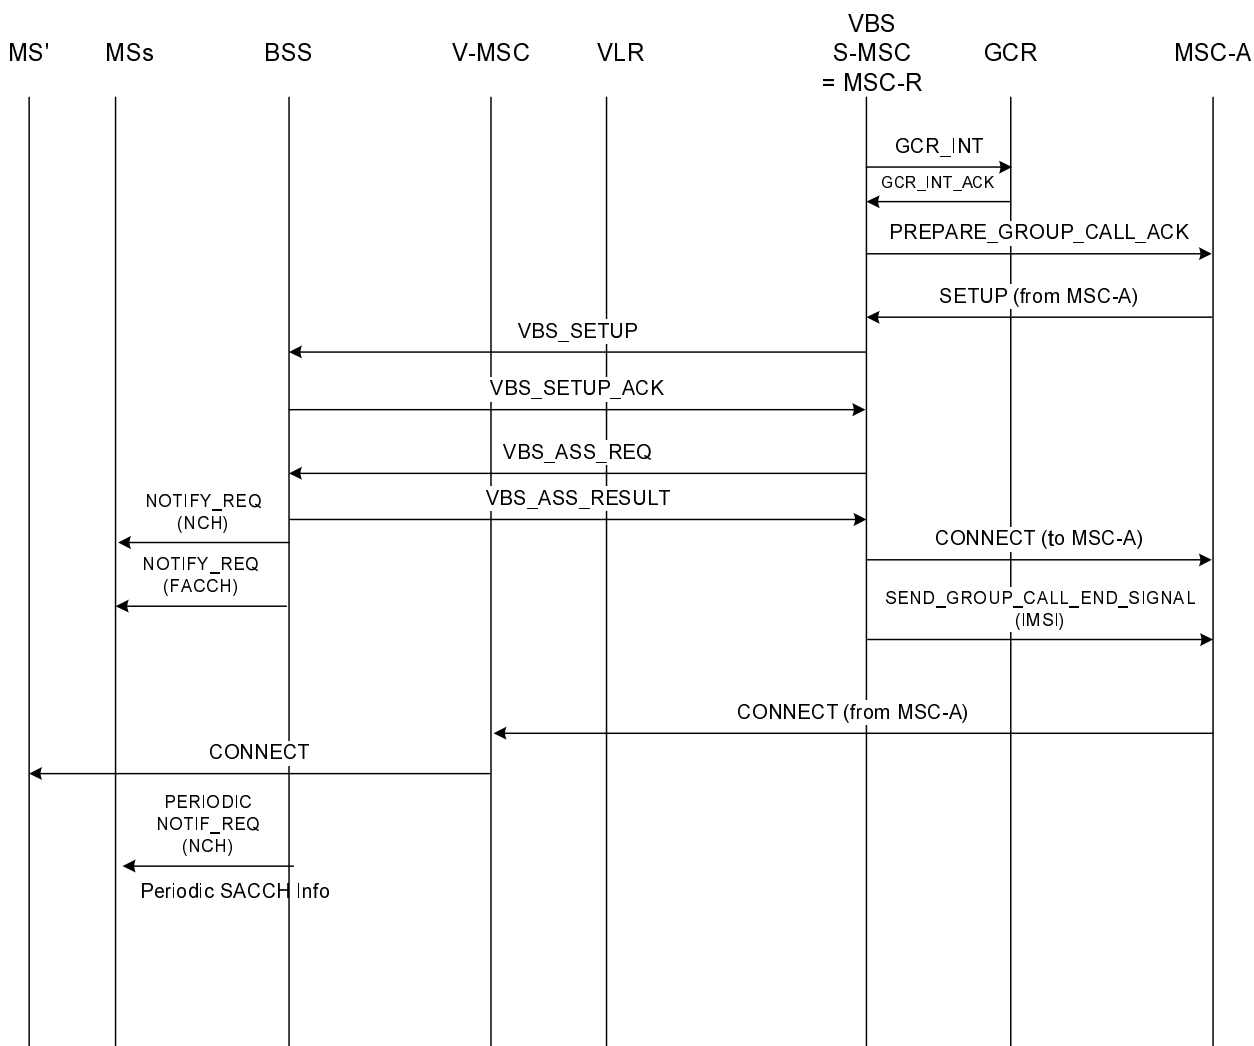 MS'
MSs
BSS
V-MSC
VLR
VBS
S-MSC
= MSC-R
GCR
MSC-A
GCR_INT
GCR_INT_ACK
PREPARE_GROUP_CALL_ACK
SETUP (from MSC-A)
VBS_SETUP
VBS_SETUP_ACK
VBS_ASS_REQ
VBS_ASS_RESULT
NOTIFY_REQ
(NCH)
CONNECT (to MSC-A)
NOTIFY_REQ
(FACCH)
SEND_GROUP_CALL_END_SIGNAL
(IMSI)
CONNECT (from MSC-A)
CONNECT
PERIODIC
NOTIF_REQ
(NCH)
Periodic SACCH Info